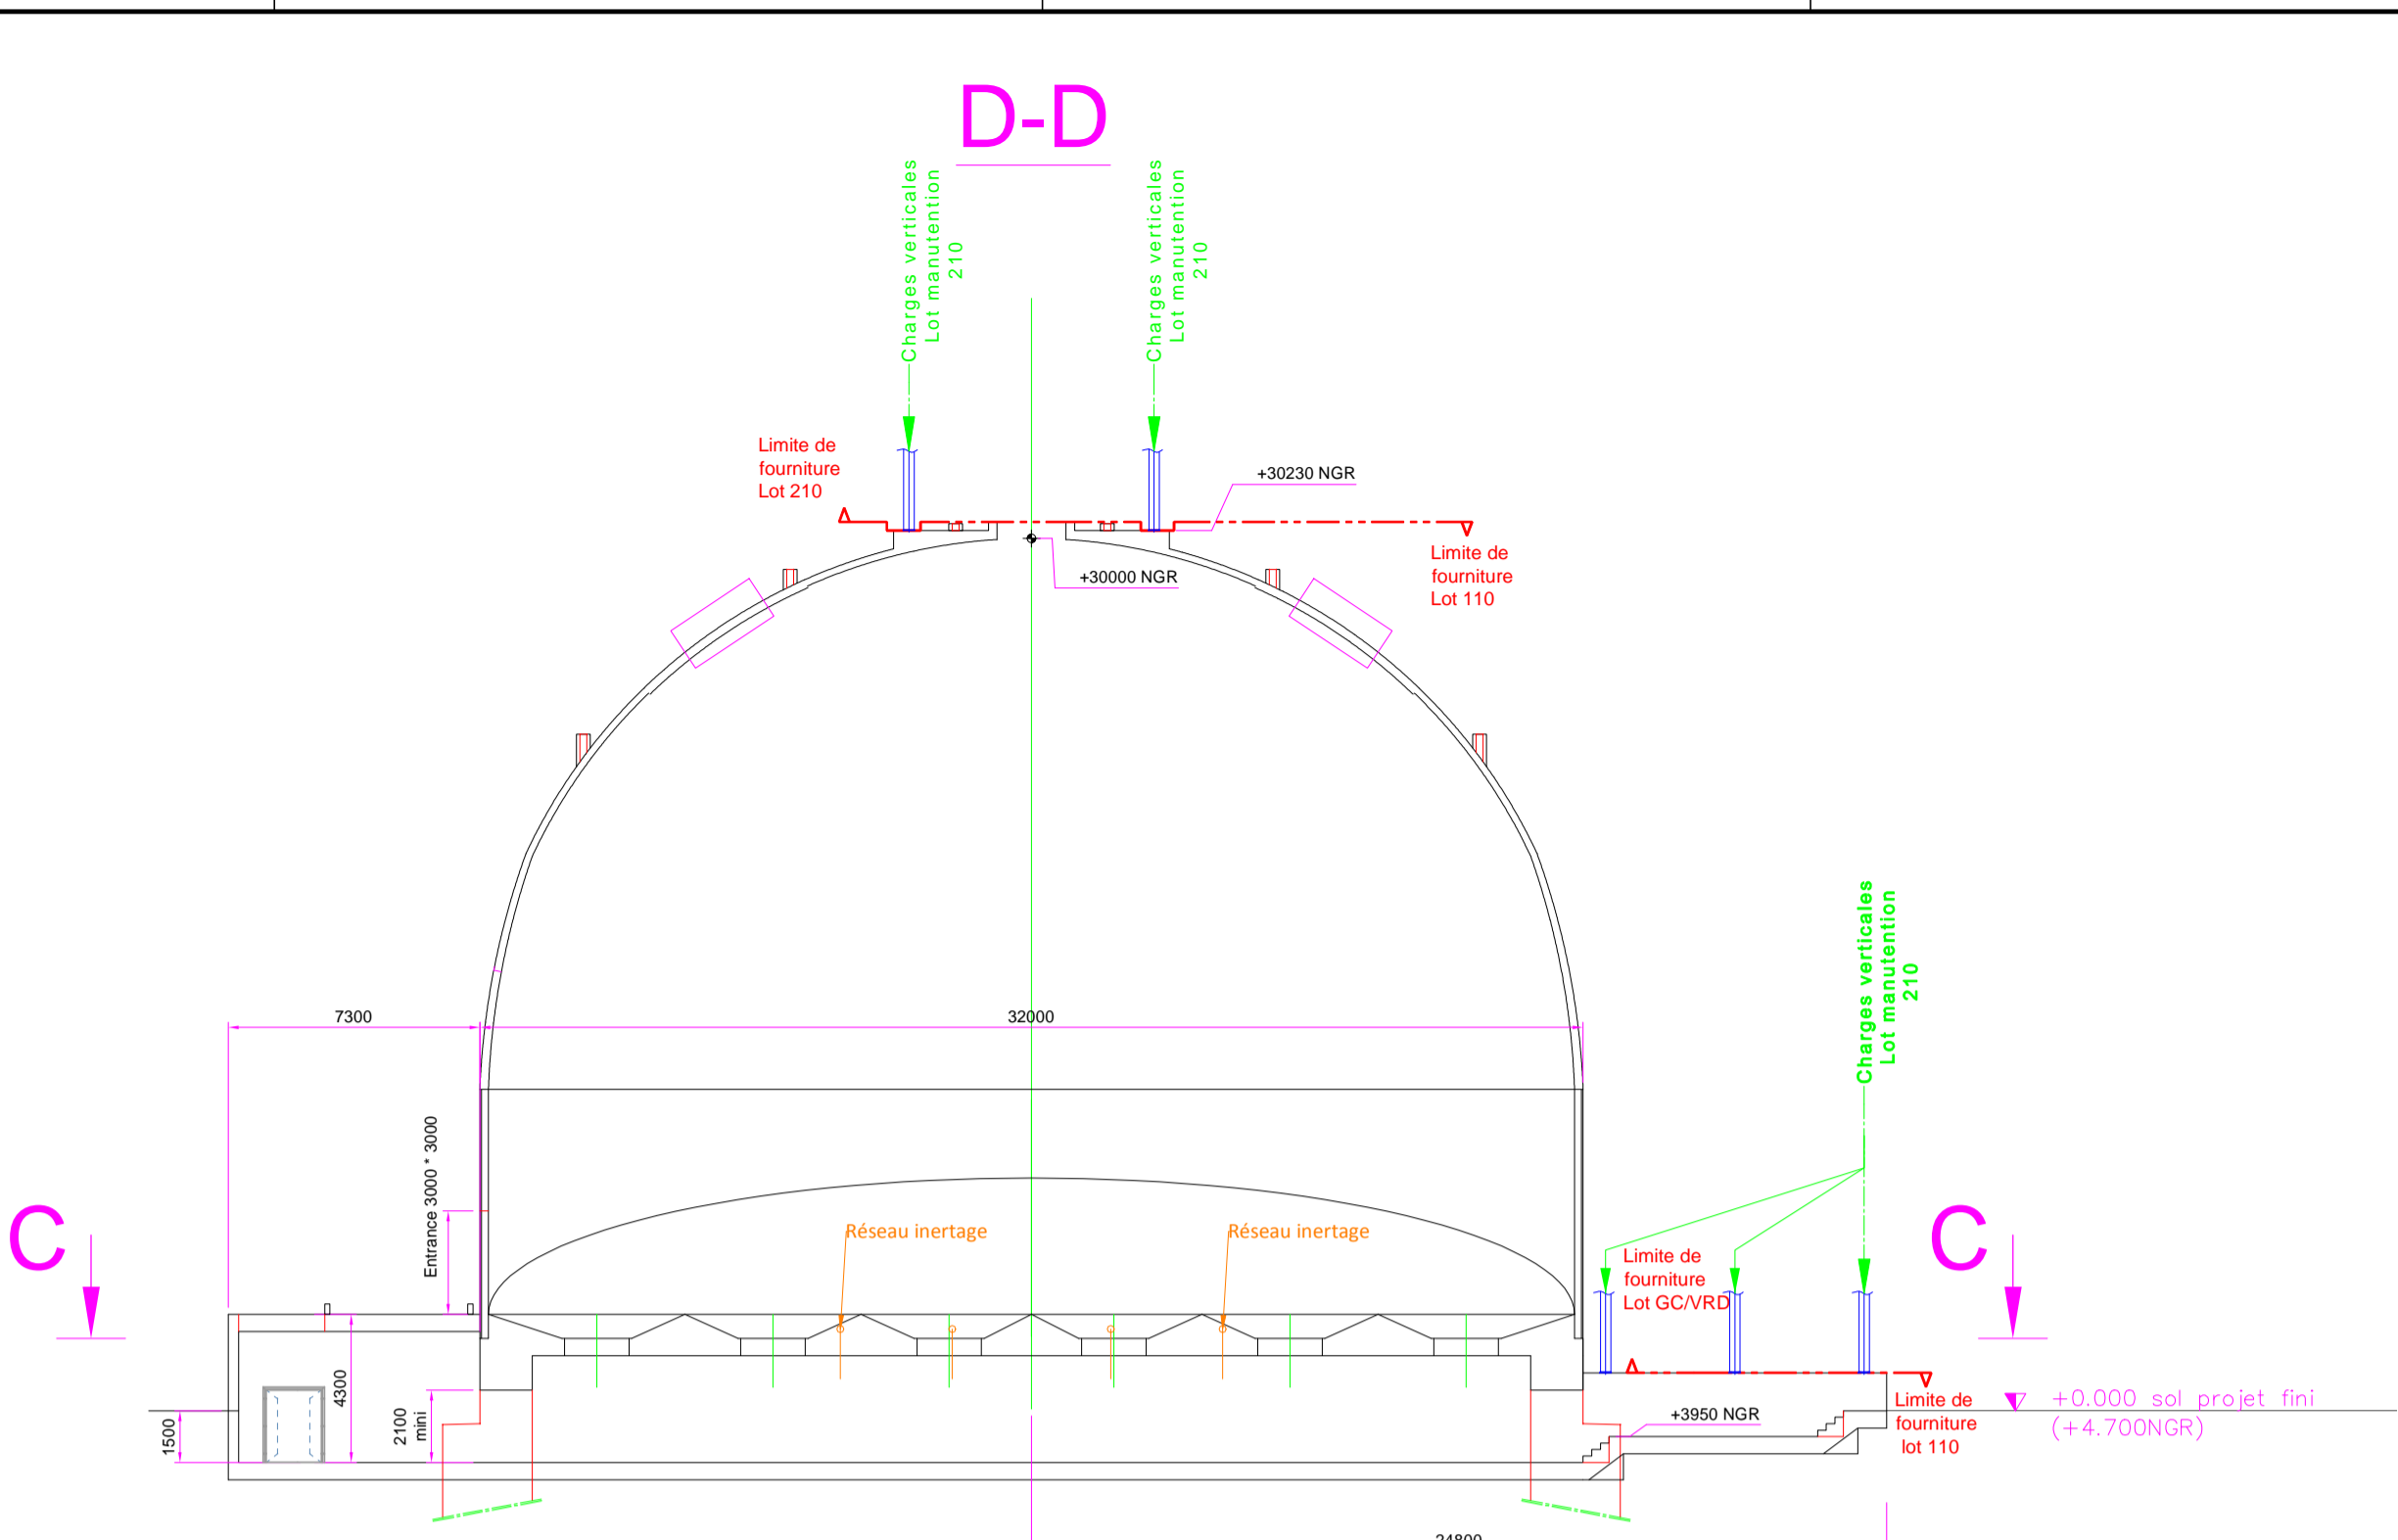 D-D
Charges verticales
Lot manutention
210
Charges verticales
Lot manutention
210
Limite de
fourniture
Lot 210
+30230 NGR
Limite de
fourniture
Lot 110
+30000 NGR
Charges verticales
Lot manutention
210
7300
32000
Entrance 3000 * 3000
C
C
Réseau inertage
Réseau inertage
Limite de
fourniture
Lot GC/VRD
4300
2100
mini
1500
+3950 NGR
Limite de
fourniture
lot 110
+0.000 sol projet fini
(+4.700NGR)
24800